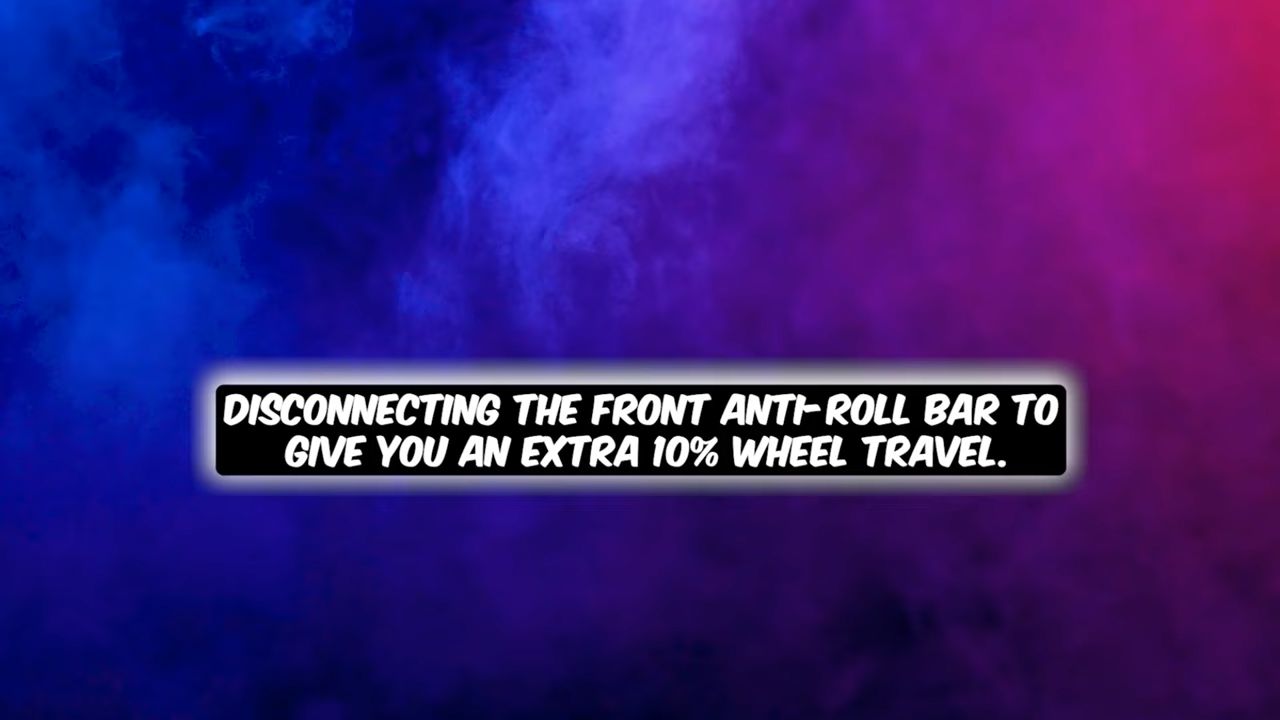 DISCONNECTING THE FRONT ANTI-ROLL BAR TO
GIVE YOU AN EXTRA 10% WHEEL TRAVEL.